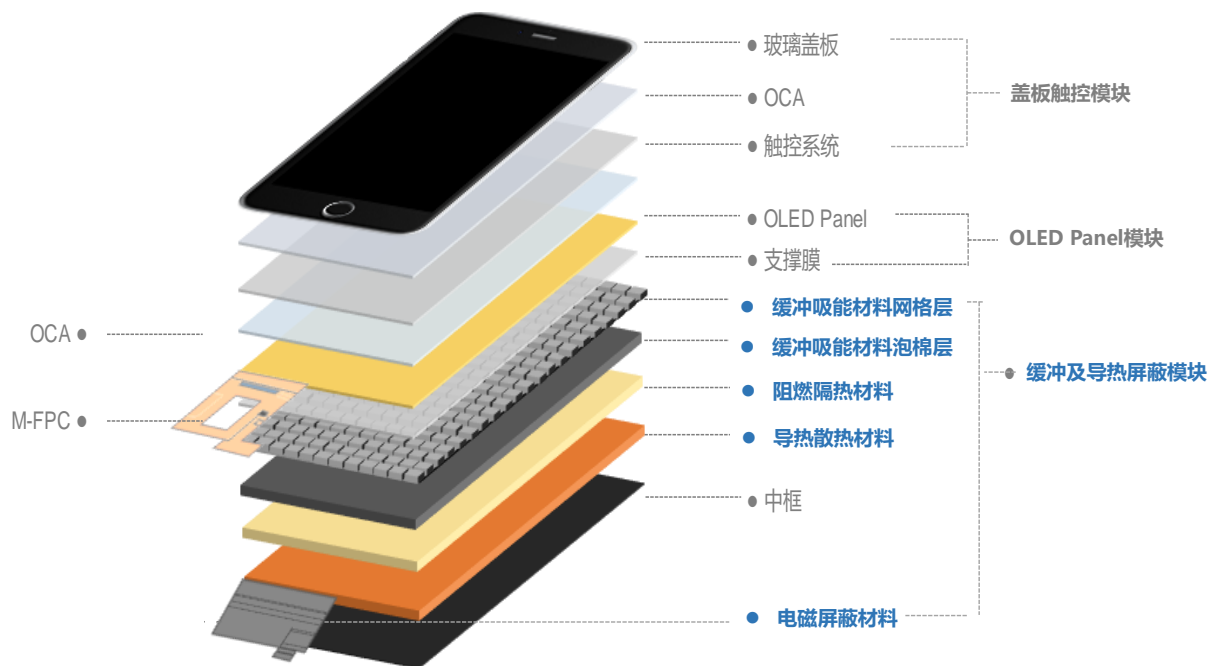 玻璃盖板
OCA
盖板触控模块
触控系统
OLED Panel
OLED Panel模块
支撑膜
缓冲吸能材料网格层
OCA
缓冲吸能材料泡棉层
缓冲及导热屏蔽模块
阻燃隔热材料
M-FPC
导热散热材料
中框
电磁屏蔽材料